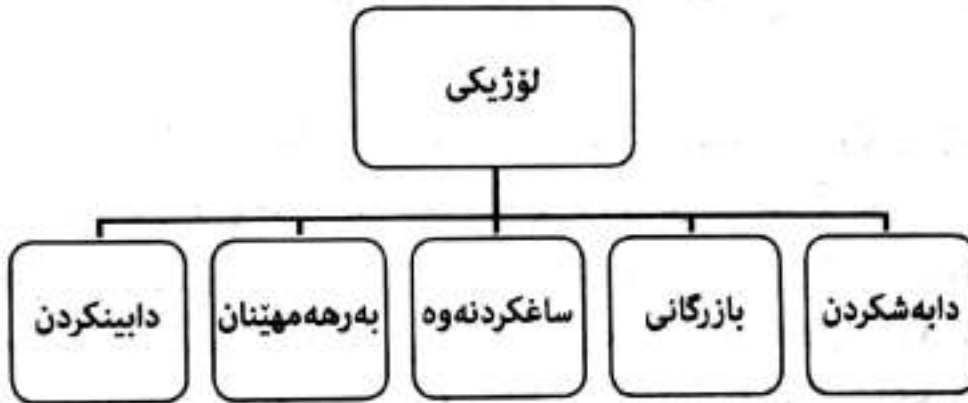 لۆژیکی
دابەشکردن
بازرگانی
ساغکردنەوە
بەرهەمهێنان
دابینکردن